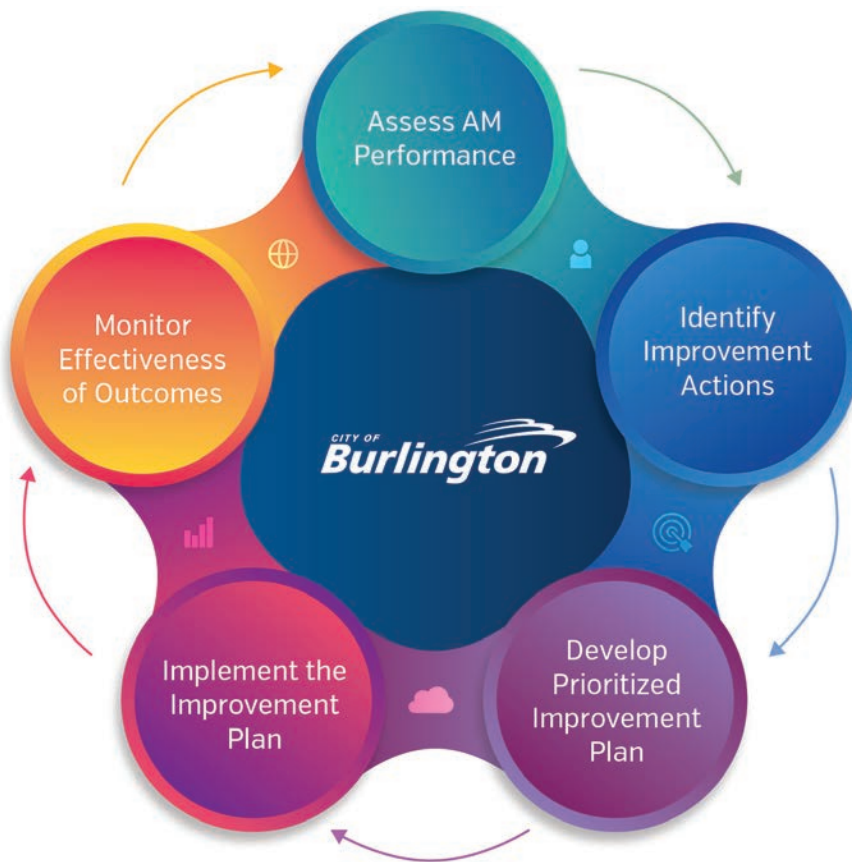 Assess AM
Performance
Identify
Improvement
Actions
Develop
Prioritized
Improvement
Plan
Implement the
Improvement
Plan
Monitor
Effectiveness
of Outcomes
CITY OF
Burlington